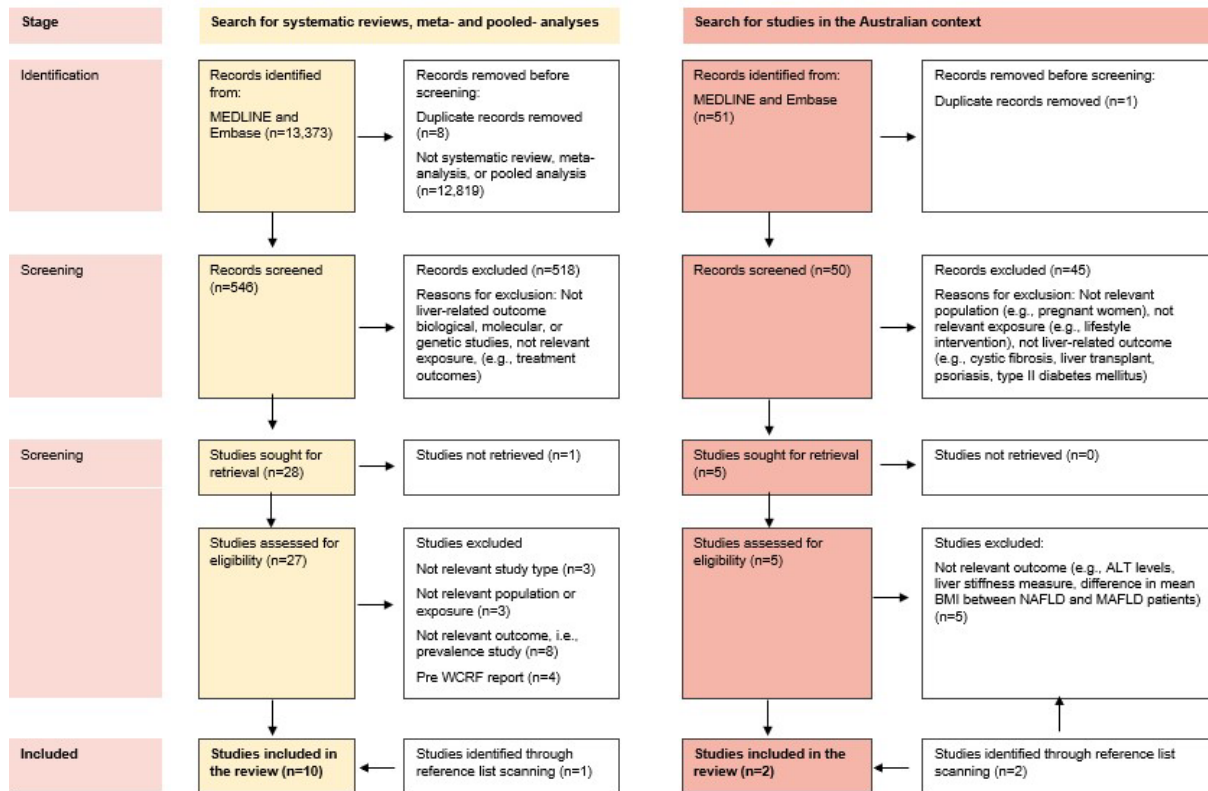 Stage
Search for systematic reviews, meta- and pooled- analyses
Search for studies in the Australian context
Identification
Records identified
from:
MEDLINE and
Embase (n=13,373)
Records removed before
screening:
Duplicate records removed
(n=8)
Not systematic review, meta-
analysis, or pooled analysis
(n=12,819)
Records identified from:
MEDLINE and Embase
(n=51)
Records removed before screening:
Duplicate records removed (n=1)
Screening
Records screened
(n=546)
Records excluded (n=518)
Reasons for exclusion: Not
liver-related outcome
biological, molecular, or
genetic studies, not relevant
exposure, (e.g., treatment
outcomes)
Records screened (n=50)
Records excluded (n=45)
Reasons for exclusion: Not relevant
population (e.g., pregnant women), not
relevant exposure (e.g., lifestyle
intervention), not liver-related outcome
(e.g., cystic fibrosis, liver transplant,
psoriasis, type II diabetes mellitus)
Screening
Studies sought for
retrieval (n=28)
Studies not retrieved (n=1)
Studies sought for retrieval
(n=5)
Studies not retrieved (n=0)
Studies assessed for
eligibility (n=27)
Studies excluded
Not relevant study type (n=3)
Not relevant population or
exposure (n=3)
Not relevant outcome, i.e.,
prevalence study (n=8)
Pre WCRF report (n=4)
Studies assessed for
eligibility (n=5)
Studies excluded:
Not relevant outcome (e.g., ALT levels,
liver stiffness measure, difference in mean
BMI between NAFLD and MAFLD patients)
(n=5)
Included
Studies included in
the review (n=10)
Studies identified through
reference list scanning (n=1)
Studies included in the
review (n=2)
Studies identified through reference list
scanning (n=2)